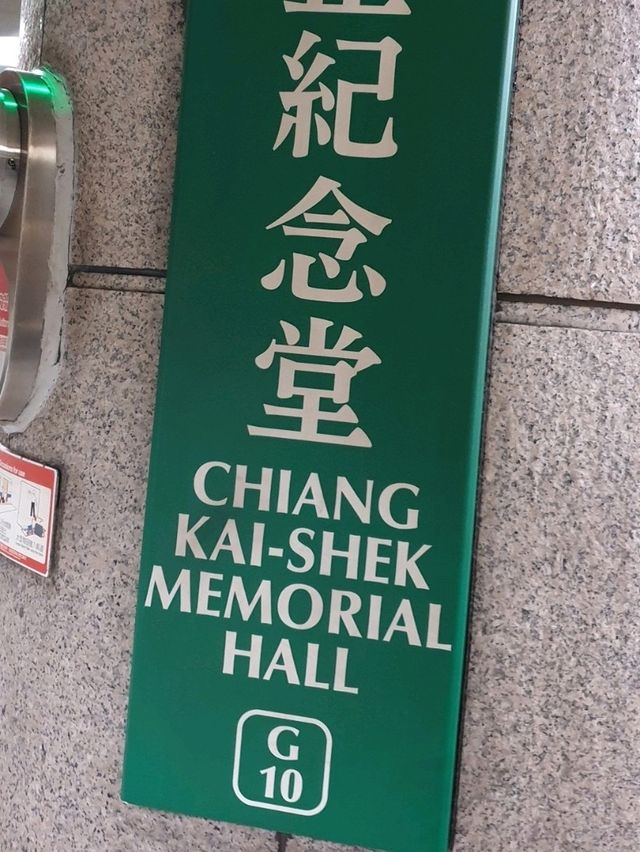 紀念堂
CHIANG
KAI-SHEK
MEMORIAL
HALL
G
10